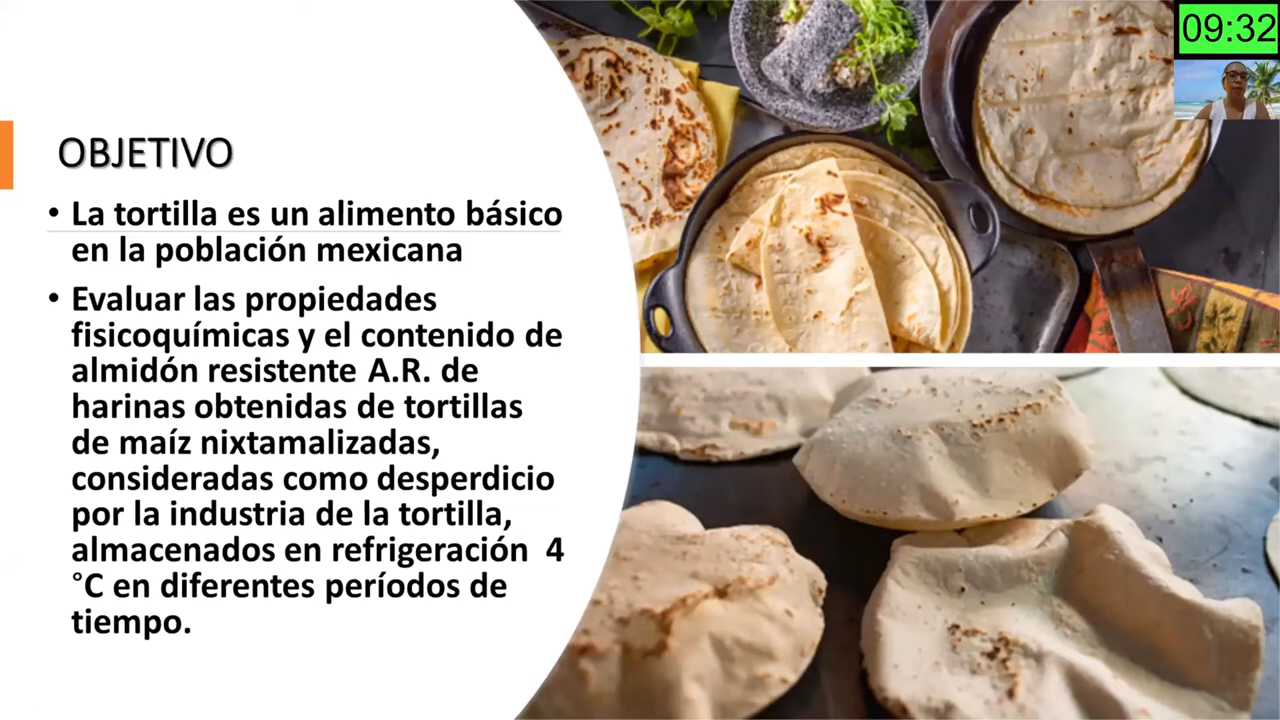 09:32
OBJETIVO
• La tortilla es un alimento básico
en la población mexicana
• Evaluar las propiedades
fisicoquímicas y el contenido de
almidón resistente A.R. de
harinas obtenidas de tortillas
de maíz nixtamalizadas,
consideradas como desperdicio
por la industria de la tortilla,
almacenados en refrigeración  4
°C en diferentes períodos de
tiempo.